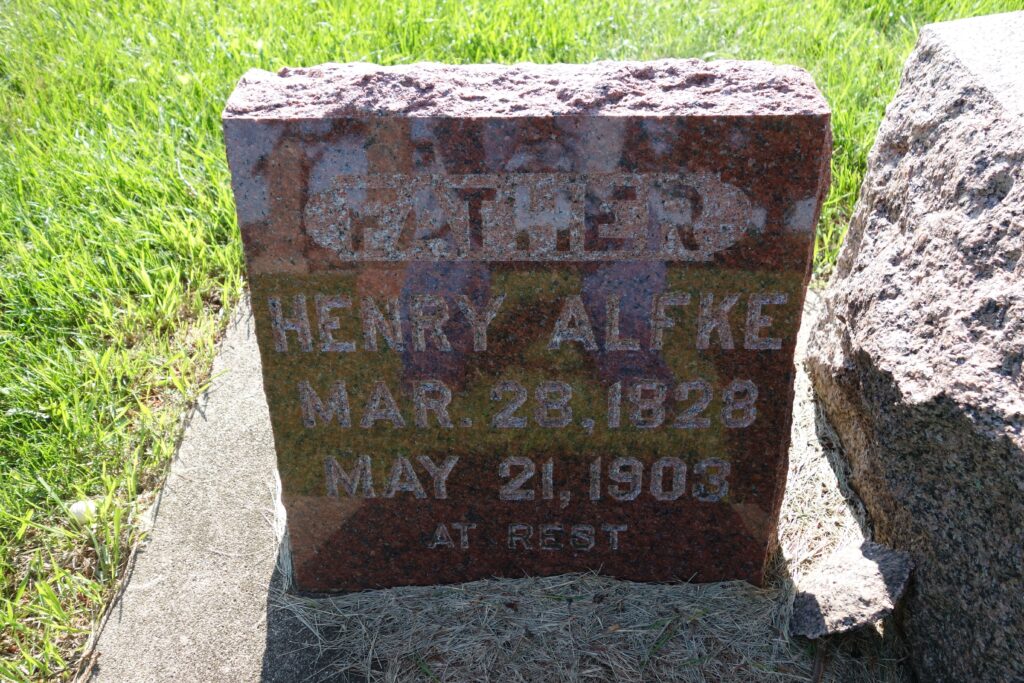 FATHER
HENRY ALFKE
MAR. 28, 1828
MAY 21, 1903
AT REST